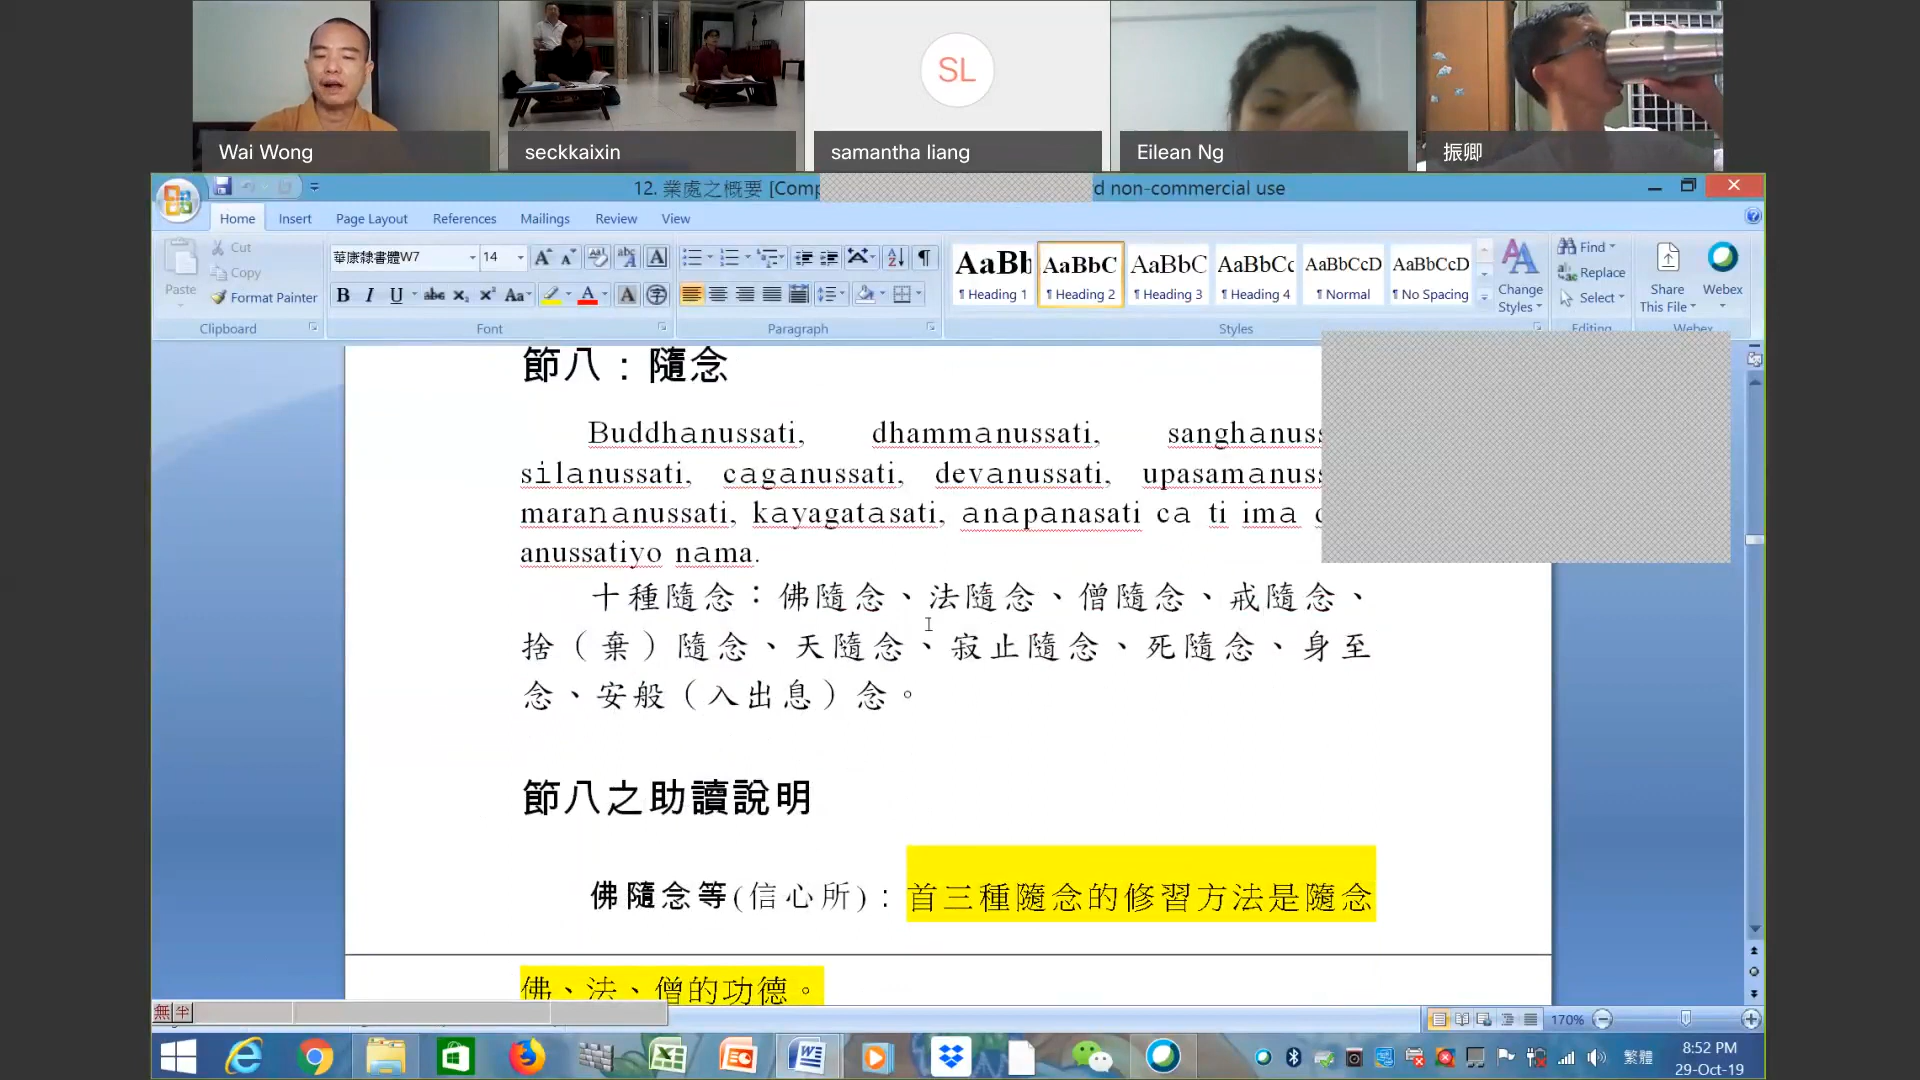 SL
Wai Wong
seckkaixin
samantha liang
Eilean Ng
振卿
12. 業處之概要 [Comp
d non-commercial use
Home Insert Page Layout References Mailings Review View
Paste
Cut
Copy
Format Painter
Clipboard
華康隸書體W7 14
Font
Paragraph
AaBb AaBbC AaBbC AaBbCc AaBbCcD AaBbCcD
¶ Heading 1 ¶ Heading 2 ¶ Heading 3 ¶ Heading 4 ¶ Normal ¶ No Spacing
Change Styles
Styles
Find
Replace
Select
Editing
Share This File
Webex
Webex
節八：隨念
Buddhanussati, dhammanussati, sanghanuss
silanussati, caganussati, devanussati, upasamanuss
marananussati, kayagatasati, anapanasati ca ti ima
anussatiyo nama.
十種隨念：佛隨念、法隨念、僧隨念、戒隨念、
捨（棄）隨念、天隨念、寂止隨念、死隨念、身至
念、安般（入出息）念。
節八之助讀說明
佛隨念等(信心所)：首三種隨念的修習方法是隨念
佛、法、僧的功德。
無 半
170%
繁體
8:52 PM
29-Oct-19